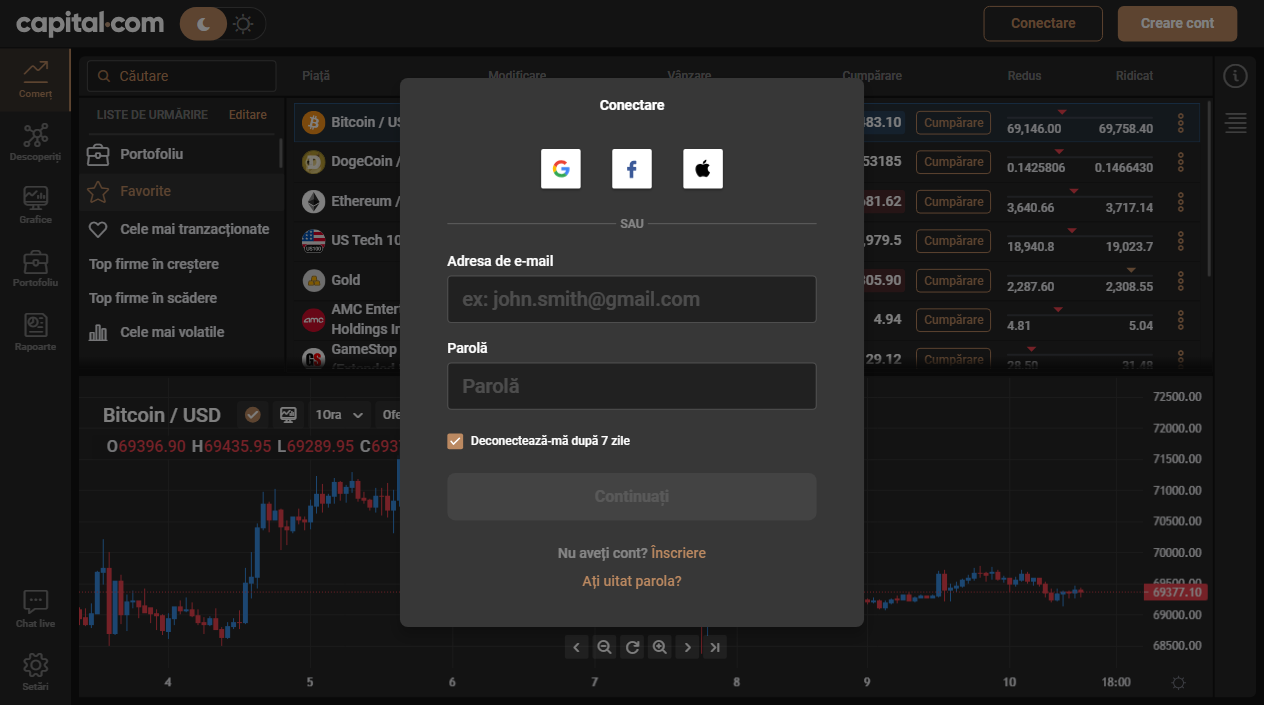 capital.com
Conectare
Creare cont
Comerț
Descoperiți
Grafice
Portofoliu
Rapoarte
Chat live
Setări
Căutare
LISTE DE URMĂRIRE Editare
Portofoliu
Favorite
Cele mai tranzacționate
Top firme în creștere
Top firme în scădere
Cele mai volatile
Piață Modificare Vânzare Cumpărare Redus Ridicat
Bitcoin / US 83.10 Cumpărare 69,146.00 69,758.40
DogeCoin / 53185 Cumpărare 0.1425806 0.1466430
Ethereum / 81.62 Cumpărare 3,640.66 3,717.14
US Tech 10 ,979.5 Cumpărare 18,940.8 19,023.7
Gold 05.90 Cumpărare 2,287.60 2,308.55
AMC Enter
Holdings In 4.94 Cumpărare 4.81 5.04
GameStop 29.12 Cumpărare 28.50 31.48
Conectare
SAU
Adresa de e-mail
ex: john.smith@gmail.com
Parolă
Parolă
Deconectează-mă după 7 zile
Continuați
Nu aveți cont? Înscriere
Ați uitat parola?
Bitcoin / USD 1Ora Ofe
O69396.90 H69435.95 L69289.95 C6937
72500.00
72000.00
71500.00
71000.00
70500.00
70000.00
69500.00
69377.10
69000.00
68500.00
4 5 6 7 8 9 10 18:00